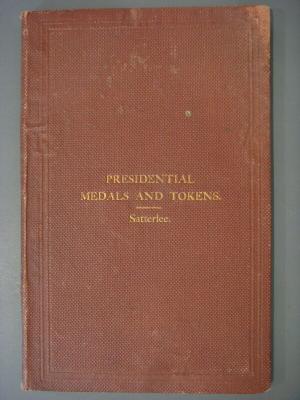 PRESIDENTIAL
MEDALS AND TOKENS.
Satterlee.